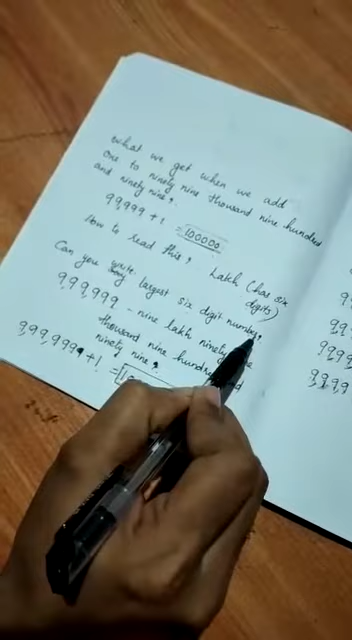 What we get when we add
one to ninety nine thousand nine hundred
and ninety nine,
99,999 + 1 = 100000
How to read this, Lakh (has six
digits)
Can you write largest six digit number,
9,99,999 - nine lakh ninety
thousand nine hundred
ninety nine,
9,99,999 + 1, =